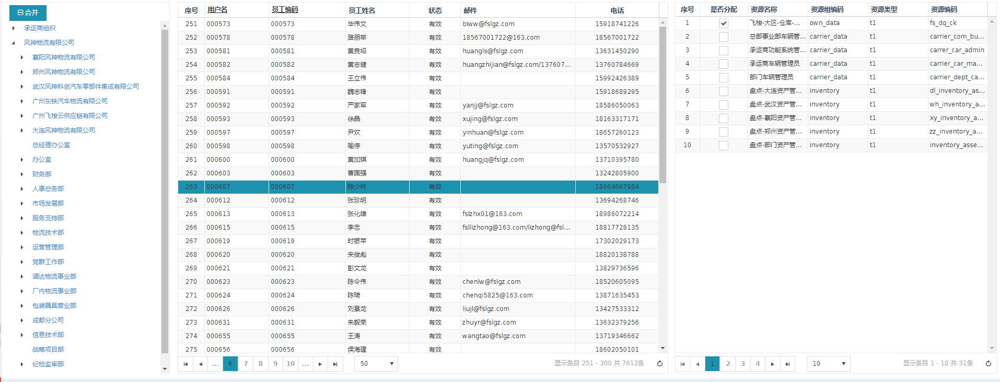 合并
承运商组织
风神物流有限公司
襄阳风神物流有限公司
郑州风神物流有限公司
武汉风神科创汽车零部件集成有限公司
广州东铁汽车物流有限公司
广州飞梭云供应链有限公司
大连风神物流有限公司
总经理办公室
办公室
财务部
人事总务部
市场发展部
服务支持部
物流技术部
运营管理部
党群工作部
调达物流事业部
厂内物流事业部
包装器具营业部
成都分公司
信息技术部
战略项目部
纪检监审部
序号 用户名 员工编码 员工姓名 状态 邮件 电话
251 000573 000573 毕伟文 有效 biww@fslgz.com 15918741226
252 000578 000578 路朋举 有效 18567001722@163.com 18567001722
253 000581 000581 黄良绍 有效 huangls@fslgz.com 13631450290
254 000582 000582 黄志健 有效 huangzhijian@fslgz.com/137607... 13760784669
255 000584 000584 王立伟 有效 15992426389
256 000591 000591 魏志锋 有效 15918689295
257 000592 000592 严家军 有效 yanjj@fslgz.com 18586050063
258 000593 000593 徐晶 有效 xujing@fslgz.com 18163317171
259 000597 000597 尹欢 有效 yinhuan@fslgz.com 18657260123
260 000598 000598 喻停 有效 yuting@fslgz.com 13570532927
261 000600 000600 黄加琪 有效 huangjq@fslgz.com 13710395780
262 000603 000603 曹国强 有效 13242805900
263 000607 000607 陈少林 有效 18664667984
264 000612 000612 张珍明 有效 13694268746
265 000613 000613 张化雄 有效 fslzhx01@163.com 18986072214
266 000615 000615 李忠 有效 fsllizhong@163.com/lizhong@fsl... 18817728135
267 000619 000619 时银苹 有效 17302029173
268 000620 000620 宋俊彪 有效 18820138788
269 000621 000621 彭文龙 有效 13829736596
270 000623 000623 陈令伟 有效 chenlw@fslgz.com 18520605095
271 000624 000624 陈琦 有效 chenqi5825@163.com 13871635453
272 000626 000626 刘景龙 有效 liujl@fslgz.com 13427533312
273 000631 000631 朱毅荣 有效 zhuyr@fslgz.com 13632379256
274 000655 000655 王涛 有效 wangtao@fslgz.com 13719346662
275 000656 000656 侯海建 有效 18602050101
... 6 7 8 9 10 ... 50 显示条目 251 - 300 共 7612条
序号 是否分配 资源名称 资源组编码 资源类型 资源编码
1 飞梭-大区-仓库-... own_data t1 fs_dq_ck
2 总部事业部车辆管... carrier_data t1 carrier_com_bu...
3 承运商功能系统管... carrier_data t1 carrer_car_admin
4 承运商车辆管理员 carrier_data t1 carrier_car_ma...
5 部门车辆管理员 carrier_data t1 carrier_dept_ca...
6 盘点-大连资产管... inventory t1 dl_inventory_as...
7 盘点-武汉资产管... inventory t1 wh_inventory_a...
8 盘点-襄阳资产管... inventory t1 xy_inventory_a...
9 盘点-郑州资产管... inventory t1 zz_inventory_a...
10 盘点-部门资产管... inventory t1 inventory_asse...
1 2 3 4 10 显示条目 1 - 10 共 31条